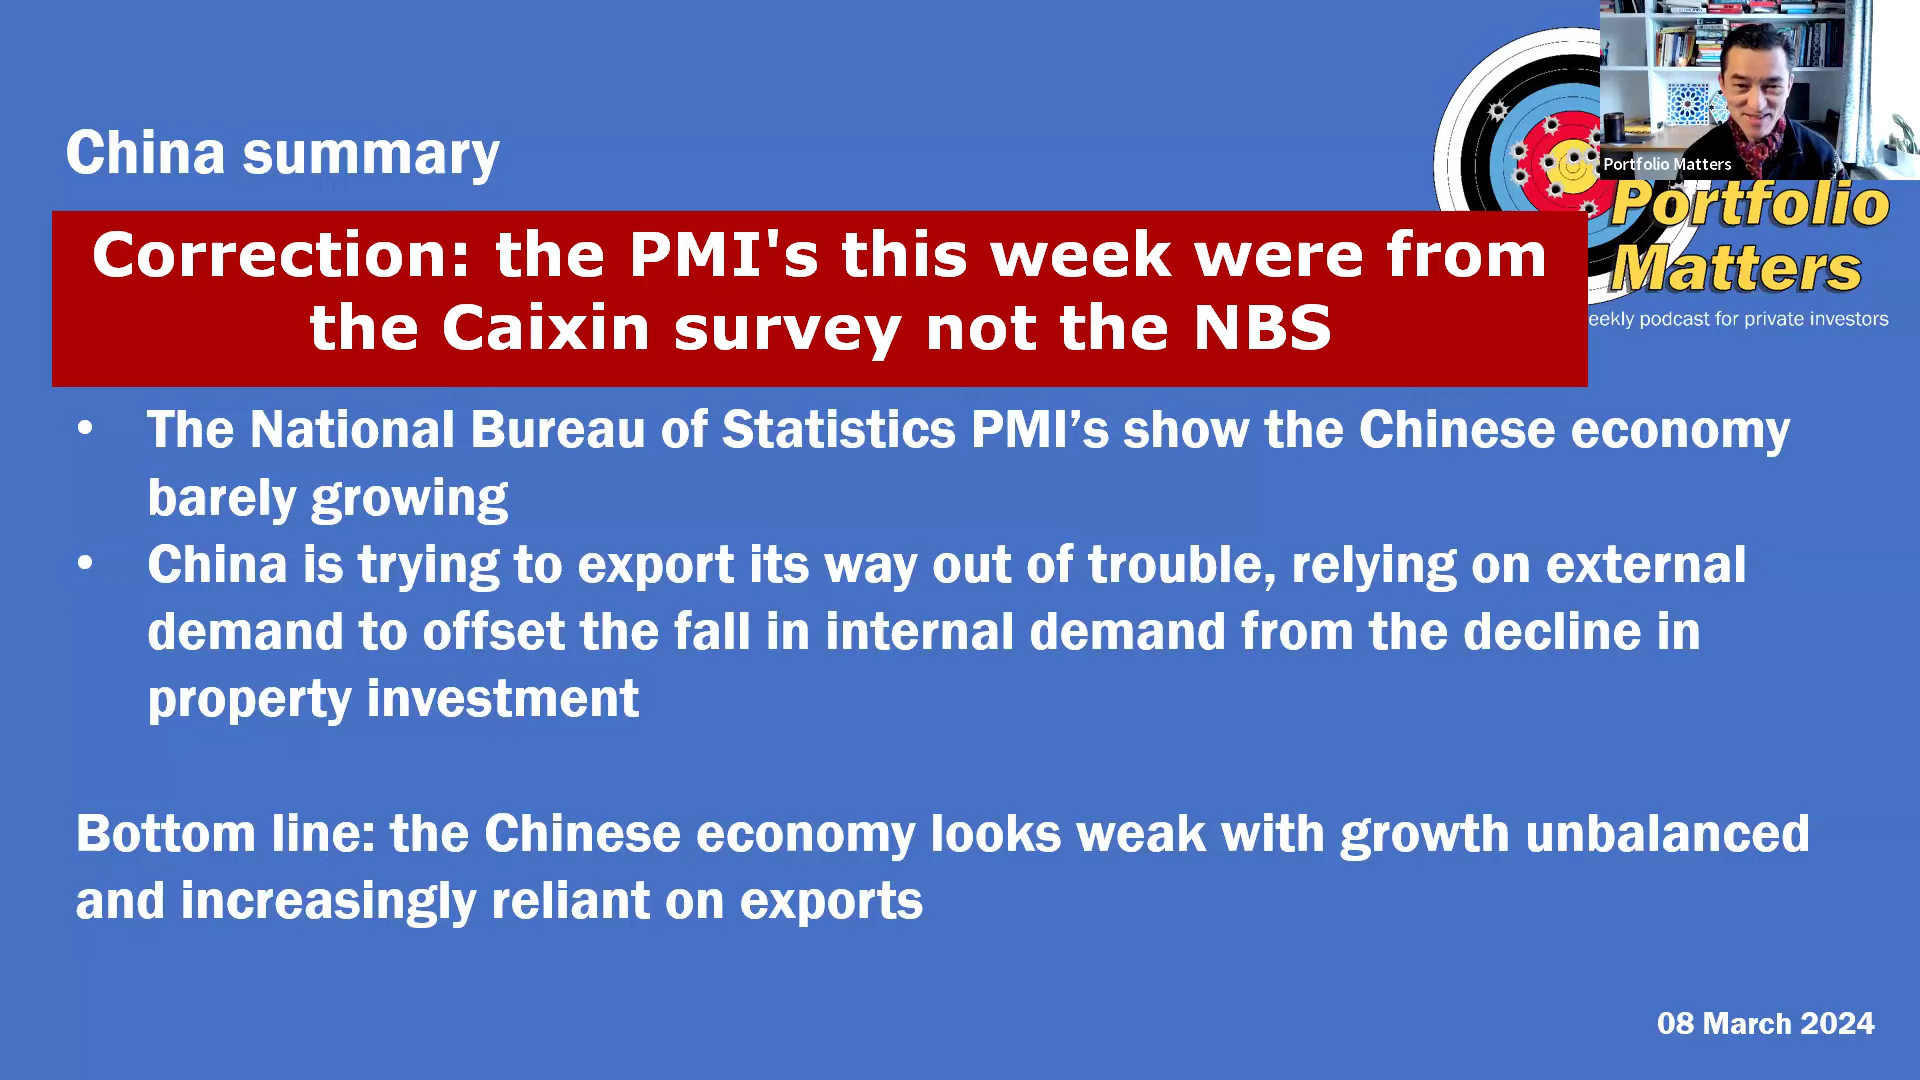 Portfolio Matters
China summary
Portfolio
Matters
Correction: the PMI's this week were from
the Caixin survey not the NBS
podcast for private investors
• The National Bureau of Statistics PMI’s show the Chinese economy
barely growing
• China is trying to export its way out of trouble, relying on external
demand to offset the fall in internal demand from the decline in
property investment
Bottom line: the Chinese economy looks weak with growth unbalanced
and increasingly reliant on exports
08 March 2024